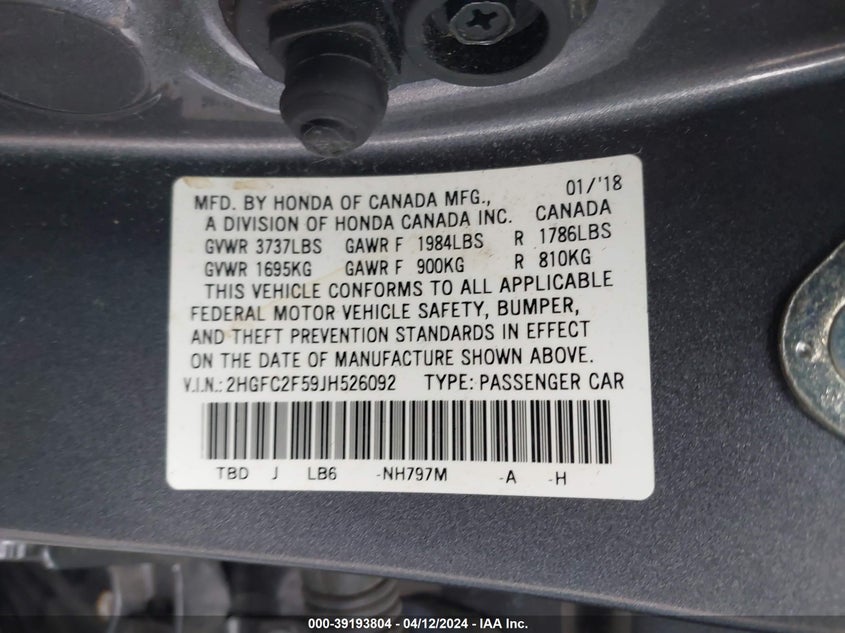 MFD. BY HONDA OF CANADA MFG., 01/'18
A DIVISION OF HONDA CANADA INC. CANADA
GVWR 3737LBS GAWR F 1984LBS R 1786LBS
GVWR 1695KG GAWR F 900KG R 810KG
THIS VEHICLE CONFORMS TO ALL APPLICABLE
FEDERAL MOTOR VEHICLE SAFETY, BUMPER,
AND THEFT PREVENTION STANDARDS IN EFFECT
ON THE DATE OF MANUFACTURE SHOWN ABOVE.
V.I.N.: 2HGFC2F59JH526092 TYPE: PASSENGER CAR
TBD J LB6 -NH797M -A -H
000-39193804 - 04/12/2024 - IAA Inc.